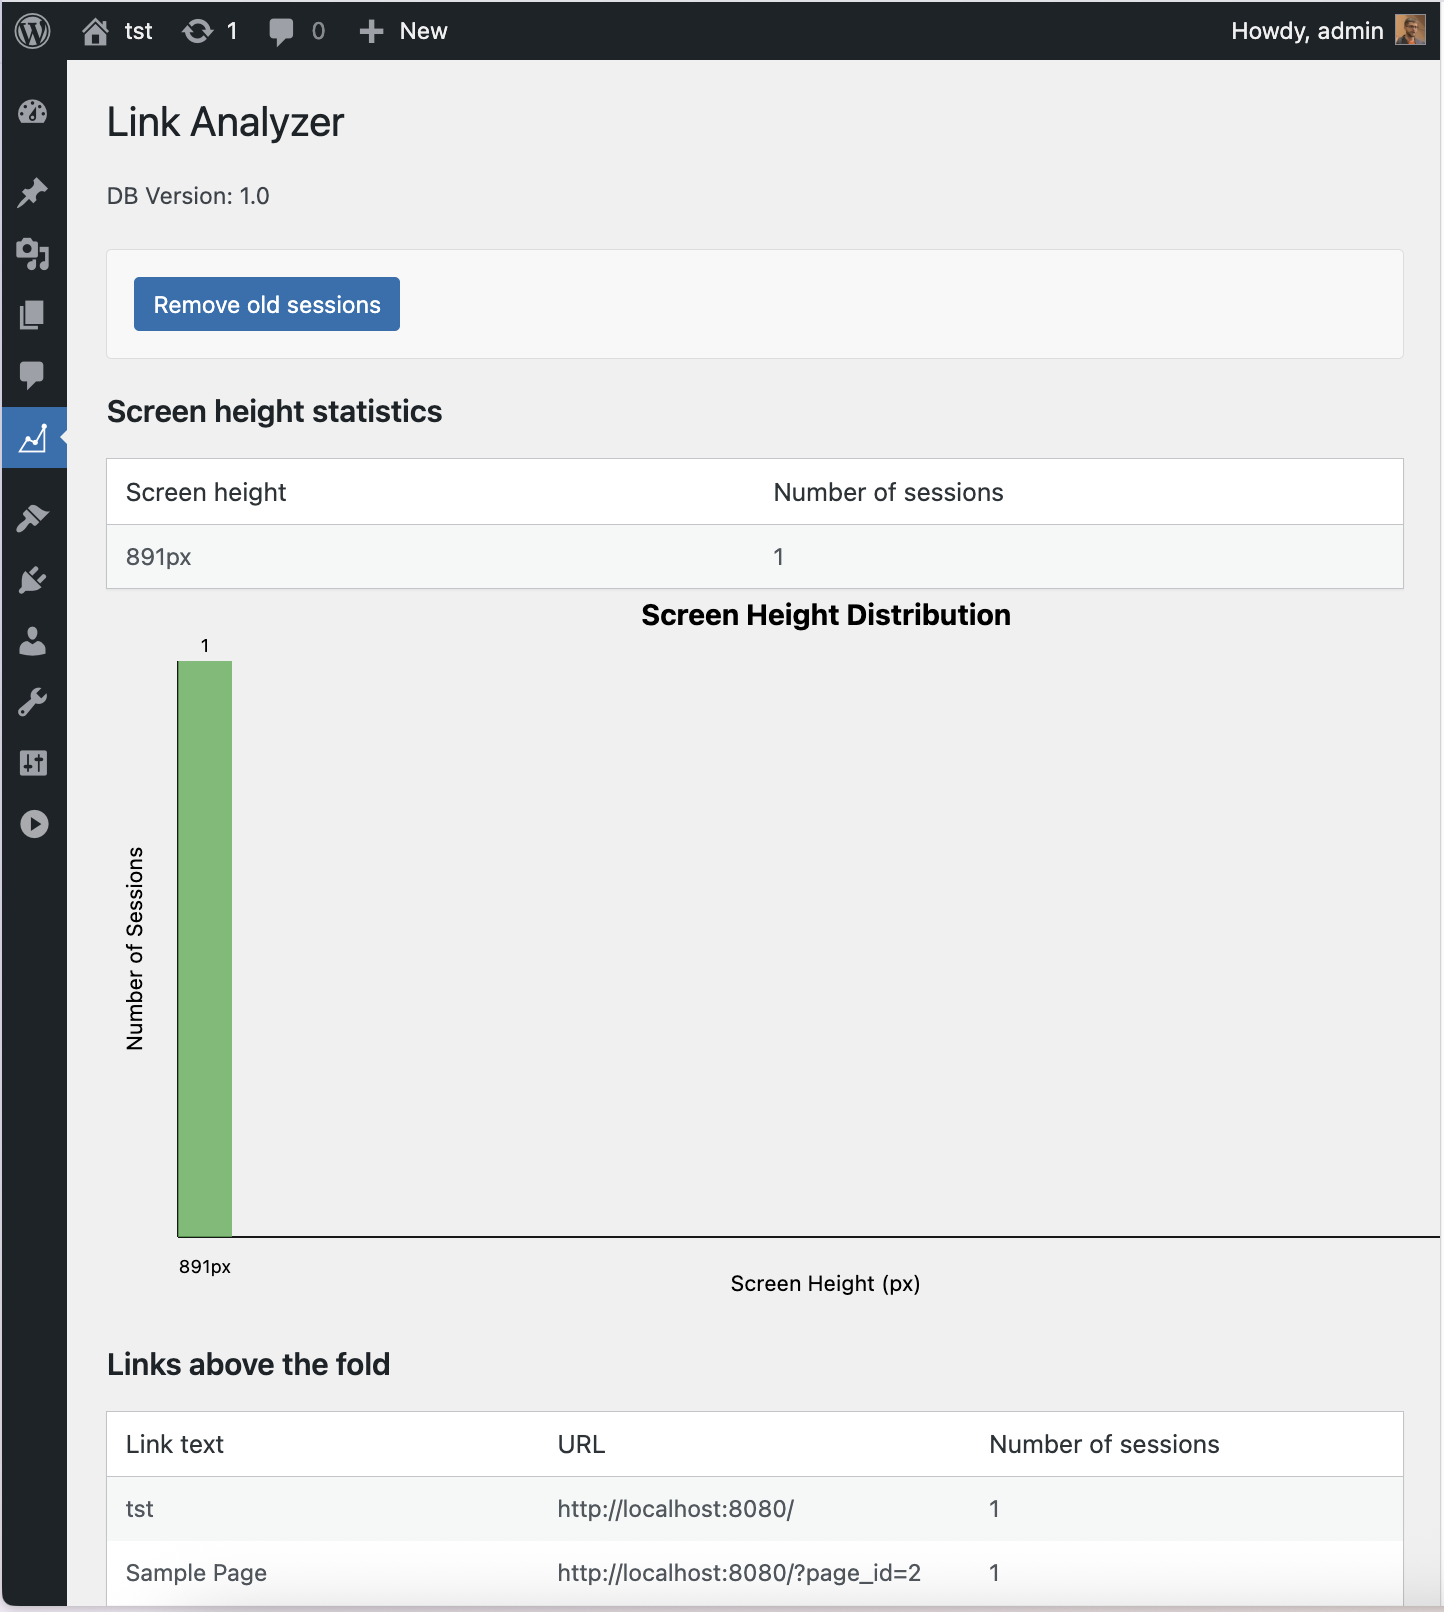 tst 1 0 New Howdy, admin
Link Analyzer
DB Version: 1.0
Remove old sessions
Screen height statistics
Screen height Number of sessions
891px 1
Screen Height Distribution
1
Number of Sessions
891px
Screen Height (px)
Links above the fold
Link text URL Number of sessions
tst http://localhost:8080/ 1
Sample Page http://localhost:8080/?page_id=2 1